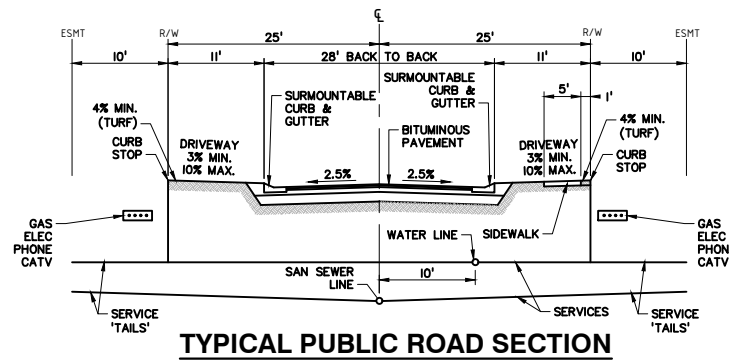 ℄
ESMT
R/W
25'
25'
R/W
ESMT
10'
11'
28' BACK TO BACK
11'
10'
SURMOUNTABLE
CURB &
GUTTER
SURMOUNTABLE
CURB &
GUTTER
5'
1'
4% MIN.
(TURF)
4% MIN.
(TURF)
CURB
STOP
DRIVEWAY
3% MIN.
10% MAX.
BITUMINOUS
PAVEMENT
DRIVEWAY
3% MIN.
10% MAX.
CURB
STOP
2.5%
2.5%
GAS
ELEC
PHONE
CATV
WATER LINE
SIDEWALK
GAS
ELEC
PHONE
CATV
SAN SEWER
LINE
10'
SERVICE
'TAILS'
SERVICES
SERVICE
'TAILS'
TYPICAL PUBLIC ROAD SECTION